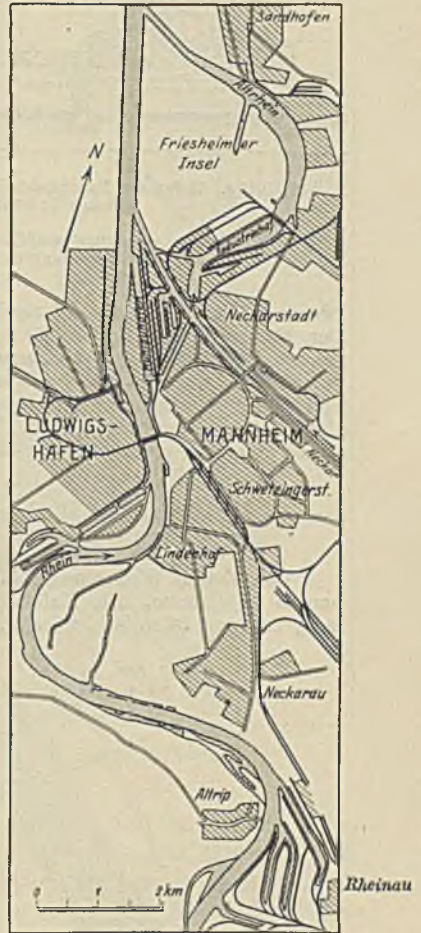 Sandhofen
Altrhein
Friesheimer
Insel
N
Industriehaf.
Neckarstadt
LUDWIGS-
HAFEN
MANNHEIM
Neckar
Schwetzingerst.
Lindenhof
Rhein
Neckarau
Altrip
0 1 2 km
Rheinau